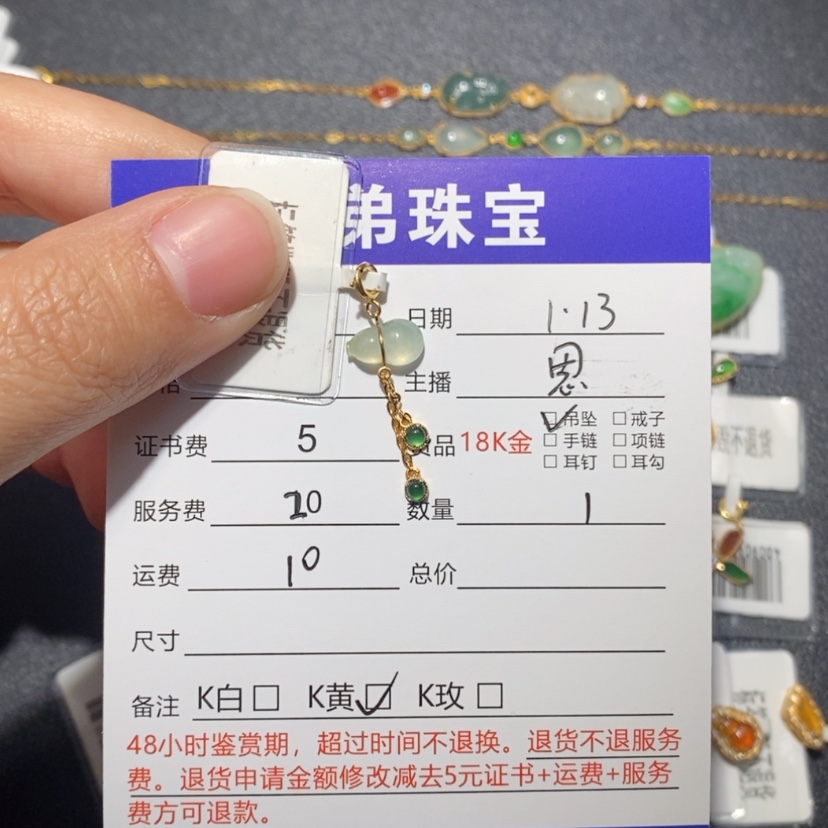 弟珠宝
日期 1·13
主播 恩
证书费 5
货品 18K金 ☑吊坠 □戒子
□手链 □项链
□耳钉 □耳勾
服务费 20 数量 1
运费 10 总价
尺寸
备注 K白□ K黄☑ K玫□
48小时鉴赏期，超过时间不退换。退货不退服务
费。退货申请金额修改减去5元证书+运费+服务
费方可退款。
不退货